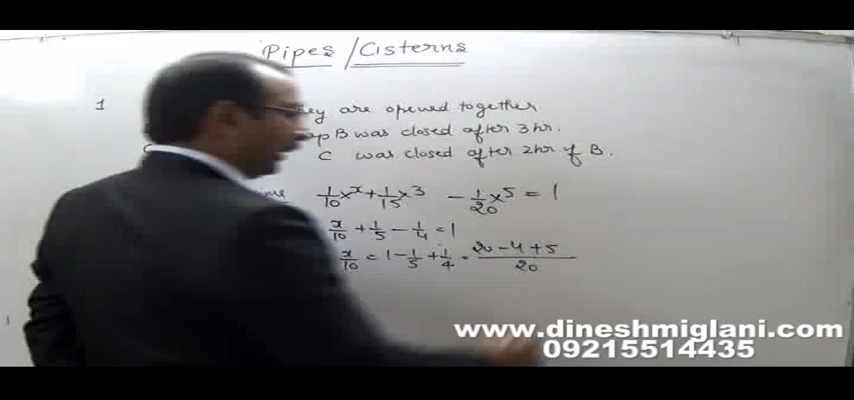 Pipes / Cisterns
1
ey are opened together
ap B was closed after 3 hr.
C was closed after 2 hr of B.
1/10 × x + 1/15 × 3 - 1/20 × 5 = 1
x/10 + 1/5 - 1/4 = 1
x/10 = 1 - 1/5 + 1/4 = 20 - 4 + 5 / 20
www.dineshmiglani.com
09215514435